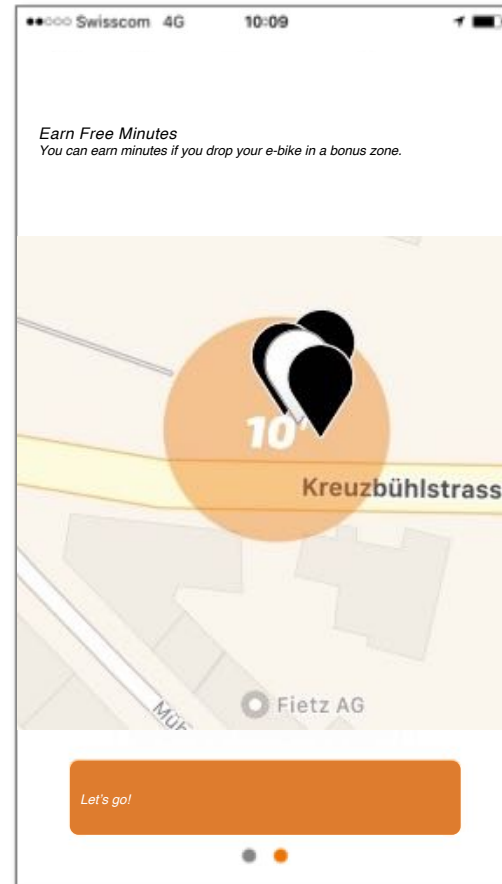 Swisscom 4G 10:09
Earn Free Minutes
You can earn minutes if you drop your e-bike in a bonus zone.
10'
Kreuzbühlstrass
Fietz AG
Müh
Let's go!